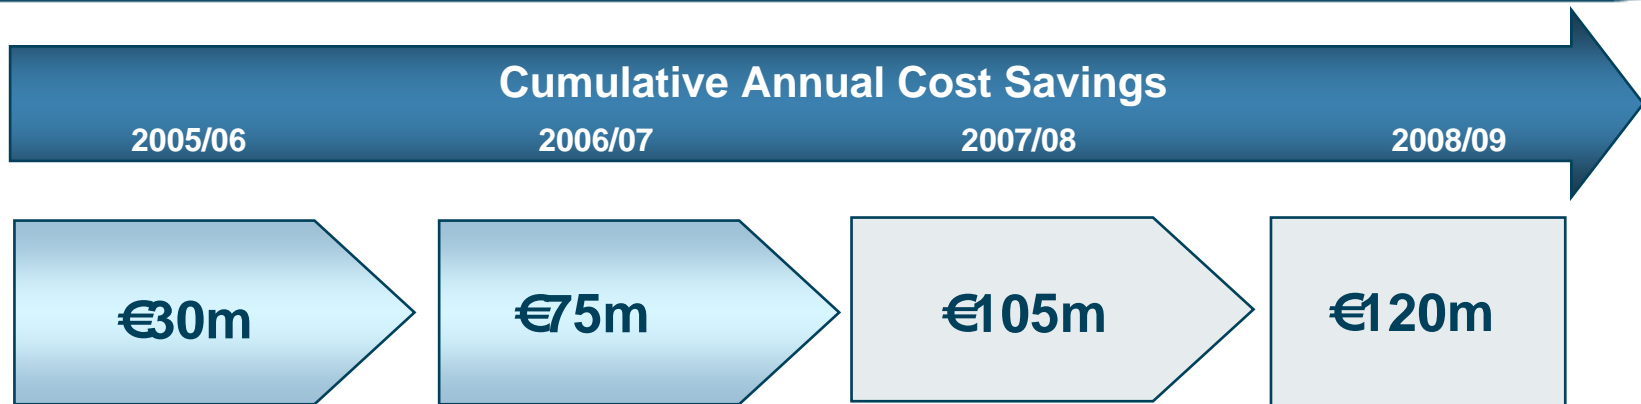 Cumulative Annual Cost Savings
2005/06 2006/07 2007/08 2008/09
€30m €75m €105m €120m